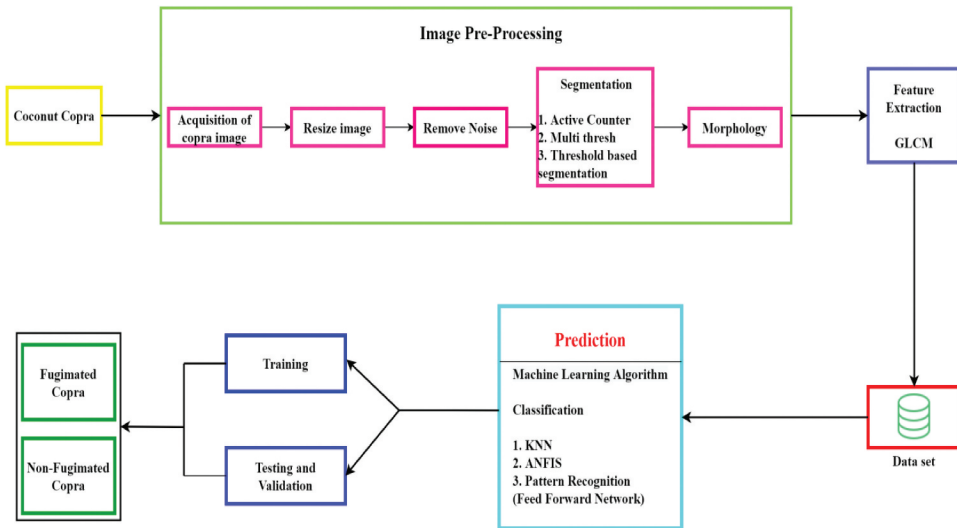 Image Pre-Processing
Coconut Copra
Acquisition of
copra image
Resize image
Remove Noise
Segmentation
1. Active Counter
2. Multi thresh
3. Threshold based
segmentation
Morphology
Feature
Extraction
GLCM
Data set
Prediction
Machine Learning Algorithm
Classification
1. KNN
2. ANFIS
3. Pattern Recognition
(Feed Forward Network)
Training
Testing and
Validation
Fugimated
Copra
Non-Fugimated
Copra